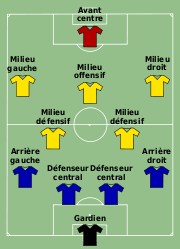 Avant
centre
Milieu
gauche
Milieu
offensif
Milieu
droit
Milieu
défensif
Milieu
défensif
Arrière
gauche
Défenseur
central
Défenseur
central
Arrière
droit
Gardien